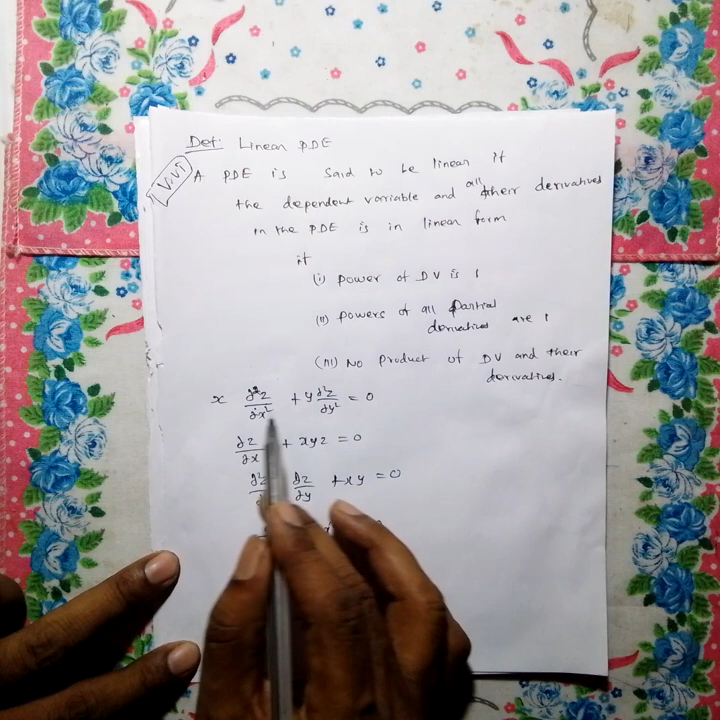 Def: Linear PDE
V.V.I
A PDE is said to be linear if
the dependent variable and all their derivatives
in the PDE is in linear form
if
(i) power of DV is 1
(ii) powers of all Partial
derivatives are 1
(iii) No product of DV and their
derivatives.
x ∂²z/∂x² + y ∂²z/∂y² = 0
∂z/∂x + xyz = 0
∂z/∂y + xy = 0